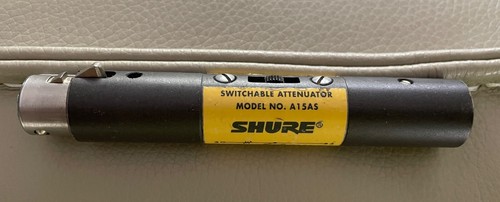 SWITCHABLE ATTENUATOR
MODEL NO. A15AS
SHURE